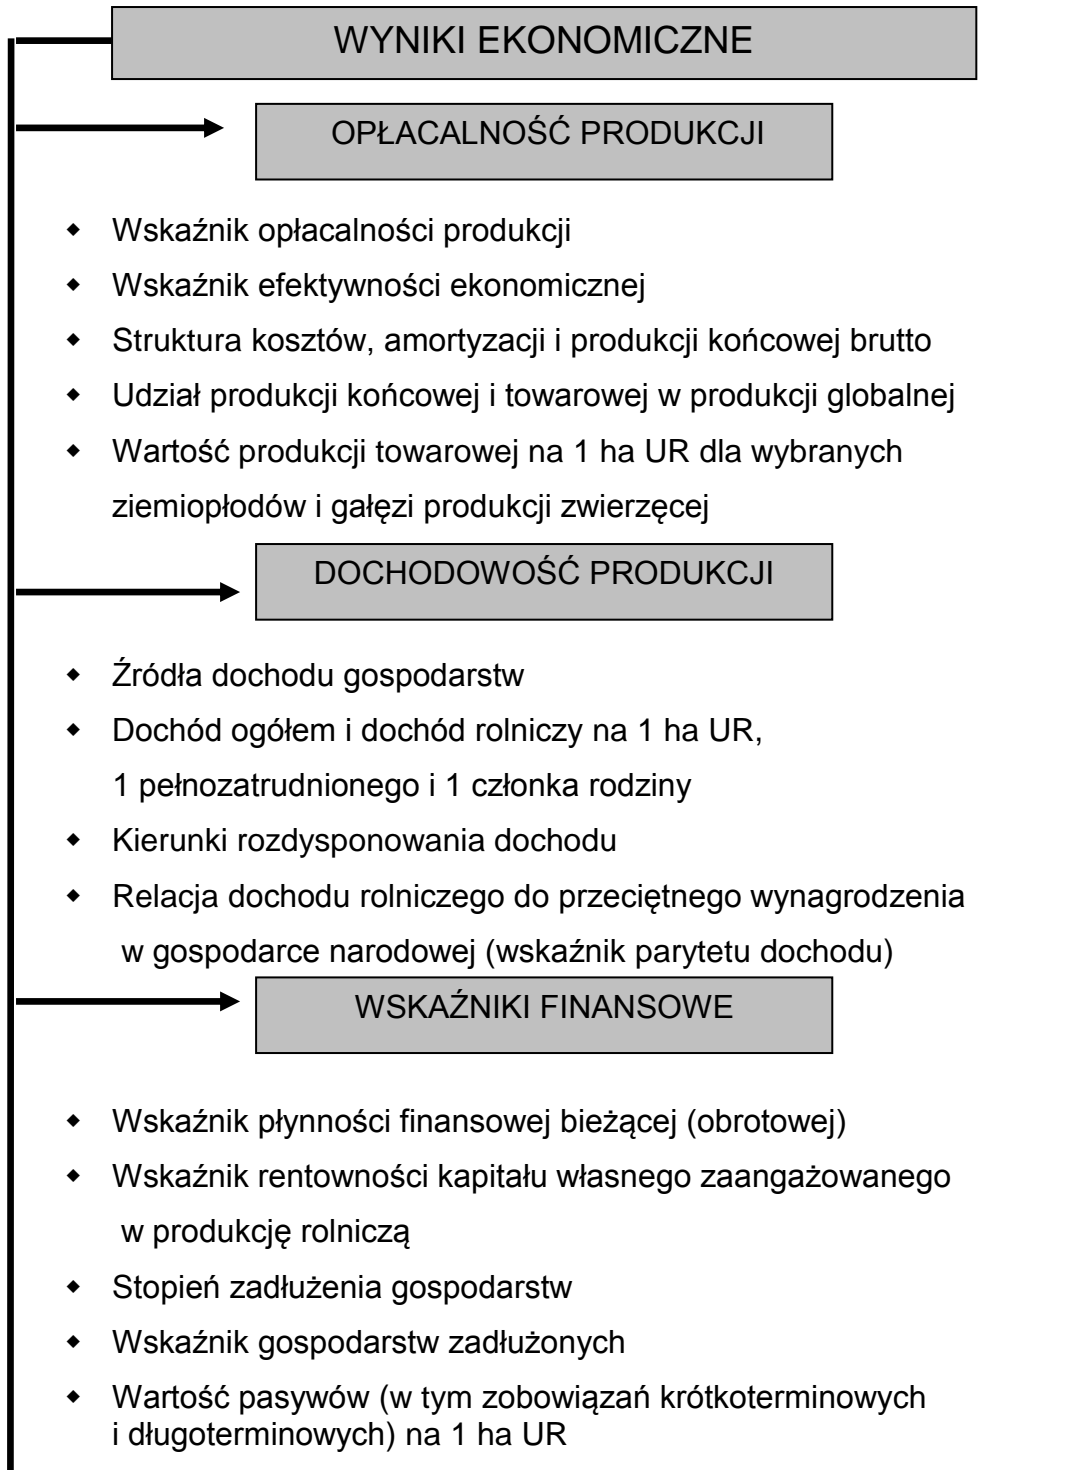 WYNIKI EKONOMICZNE
OPŁACALNOŚĆ PRODUKCJI
Wskaźnik opłacalności produkcji
Wskaźnik efektywności ekonomicznej
Struktura kosztów, amortyzacji i produkcji końcowej brutto
Udział produkcji końcowej i towarowej w produkcji globalnej
Wartość produkcji towarowej na 1 ha UR dla wybranych
ziemiopłodów i gałęzi produkcji zwierzęcej
DOCHODOWOŚĆ PRODUKCJI
Źródła dochodu gospodarstw
Dochód ogółem i dochód rolniczy na 1 ha UR,
1 pełnozatrudnionego i 1 członka rodziny
Kierunki rozdysponowania dochodu
Relacja dochodu rolniczego do przeciętnego wynagrodzenia
w gospodarce narodowej (wskaźnik parytetu dochodu)
WSKAŹNIKI FINANSOWE
Wskaźnik płynności finansowej bieżącej (obrotowej)
Wskaźnik rentowności kapitału własnego zaangażowanego
w produkcję rolniczą
Stopień zadłużenia gospodarstw
Wskaźnik gospodarstw zadłużonych
Wartość pasywów (w tym zobowiązań krótkoterminowych
i długoterminowych) na 1 ha UR